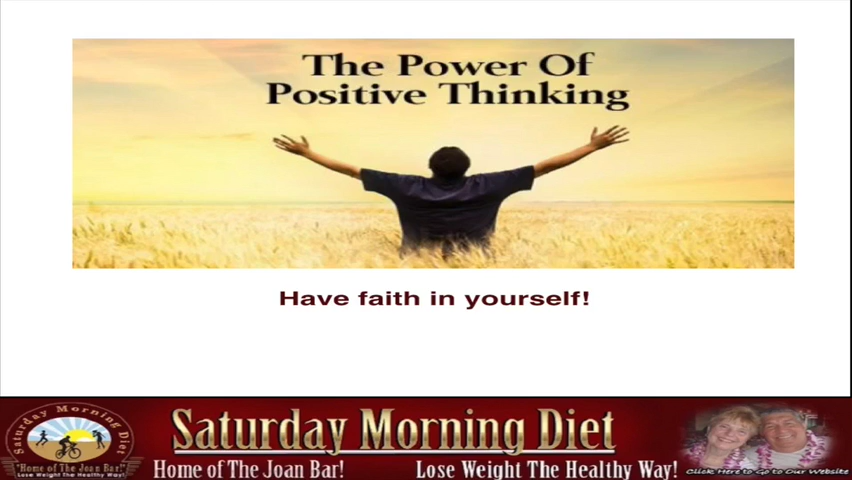 The Power Of
Positive Thinking
Have faith in yourself!
Saturday Morning Diet
"Home of The Joan Bar!"
Lose Weight The Healthy Way!
Saturday Morning Diet
Home of The Joan Bar!
Lose Weight The Healthy Way!
Click Here to Go to Our Website